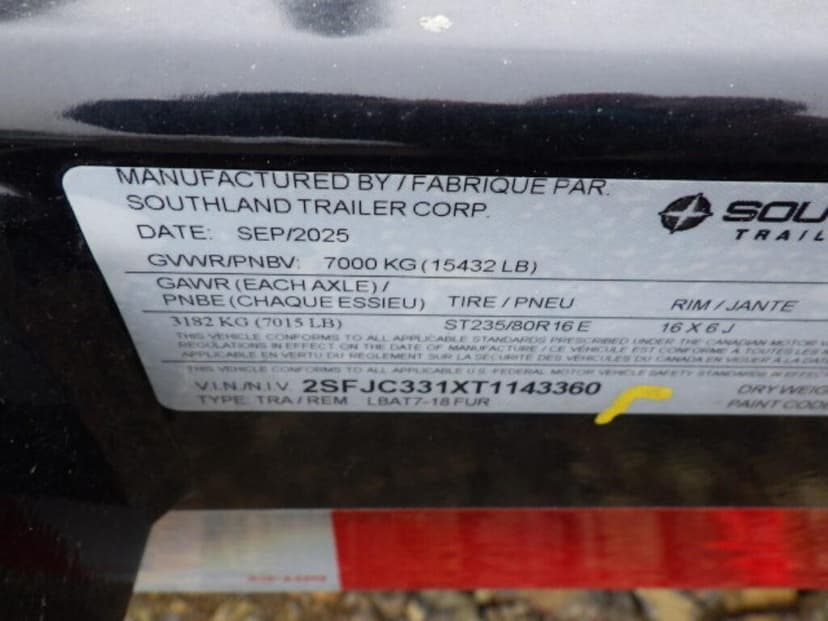 MANUFACTURED BY / FABRIQUE PAR.
SOUTHLAND TRAILER CORP.
DATE: SEP/2025
SOU
TRAIL
GVWR/PNBV: 7000 KG (15432 LB)
GAWR (EACH AXLE) /
PNBE (CHAQUE ESSIEU) TIRE / PNEU RIM / JANTE
3182 KG (7015 LB) ST235/80R16 E 16 X 6 J
THIS VEHICLE CONFORMS TO ALL APPLICABLE STANDARDS PRESCRIBED UNDER THE CANADIAN MOTOR
REGULATIONS IN EFFECT ON THE DATE OF MANUFACTURE / CE VÉHICULE EST CONFORME A TOUTES LES
APPLICABLE EN VERTU DU RÈGLEMENT SUR LA SÉCURITÉ DES VÉHICULES AUTOMOBILES DU CANADA EN
THIS VEHICLE CONFORMS TO ALL APPLICABLE U.S. FEDERAL MOTOR VEHICLE SAFETY STANDARDS IN EFFECT
V.I.N./N.I.V. 2SFJC331XT1143360 DRY WEIG
TYPE: TRA / REM LBAT7-18 FUR PAINT CODE